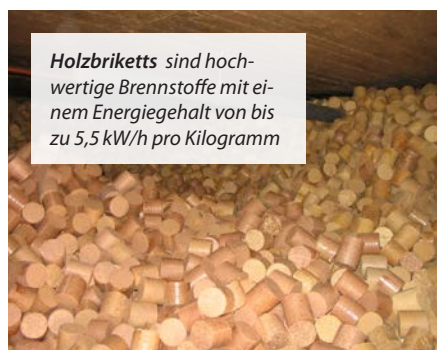 Holzbriketts sind hoch-
wertige Brennstoffe mit ei-
nem Energiegehalt von bis
zu 5,5 kW/h pro Kilogramm